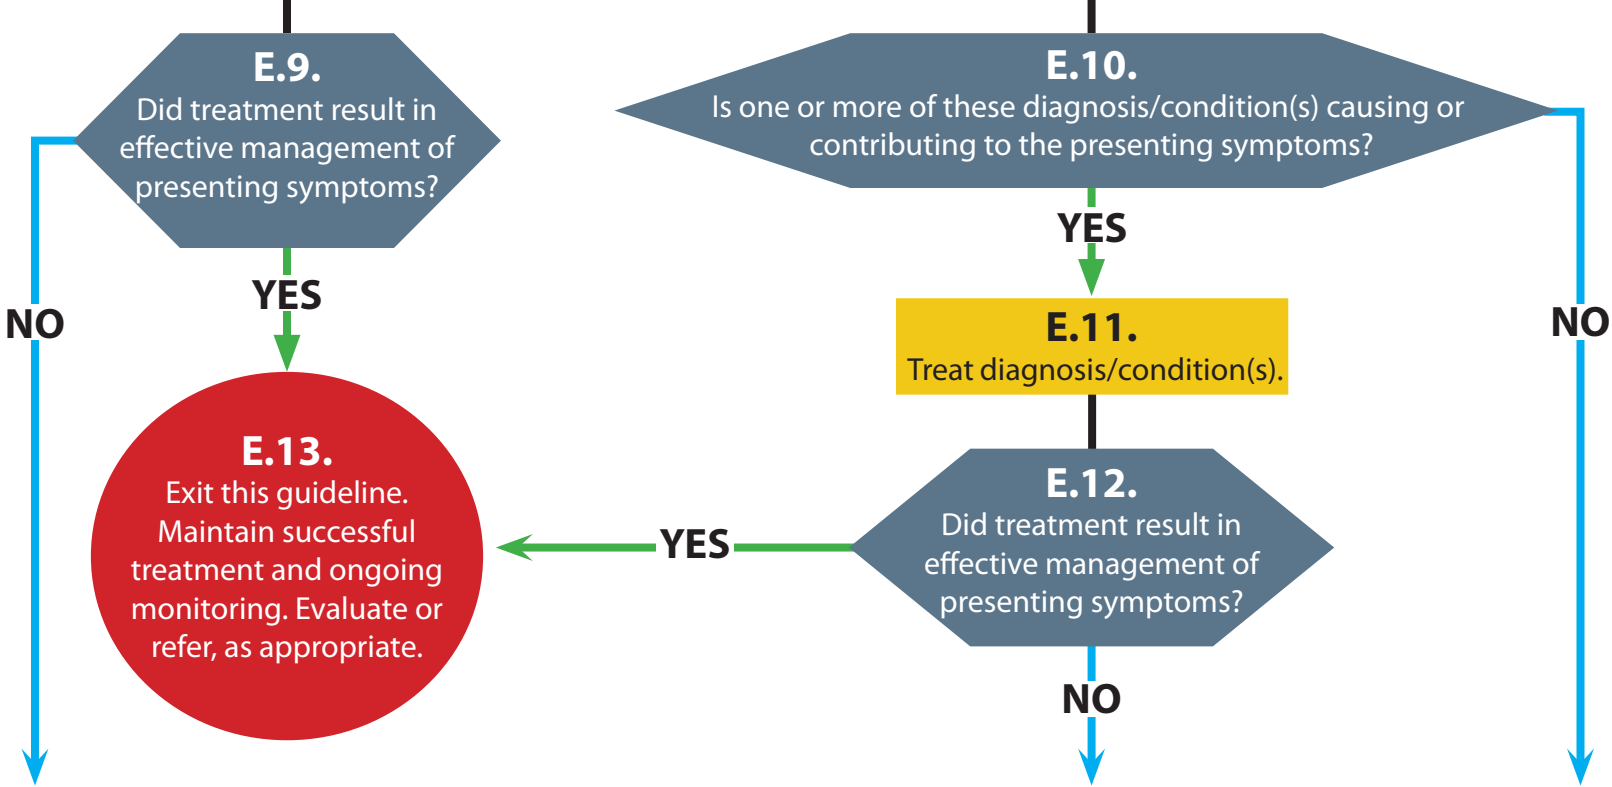 E.9.
Did treatment result in
effective management of
presenting symptoms?
NO
YES
E.10.
Is one or more of these diagnosis/condition(s) causing or
contributing to the presenting symptoms?
YES
NO
E.11.
Treat diagnosis/condition(s).
E.12.
Did treatment result in
effective management of
presenting symptoms?
YES
NO
E.13.
Exit this guideline.
Maintain successful
treatment and ongoing
monitoring. Evaluate or
refer, as appropriate.